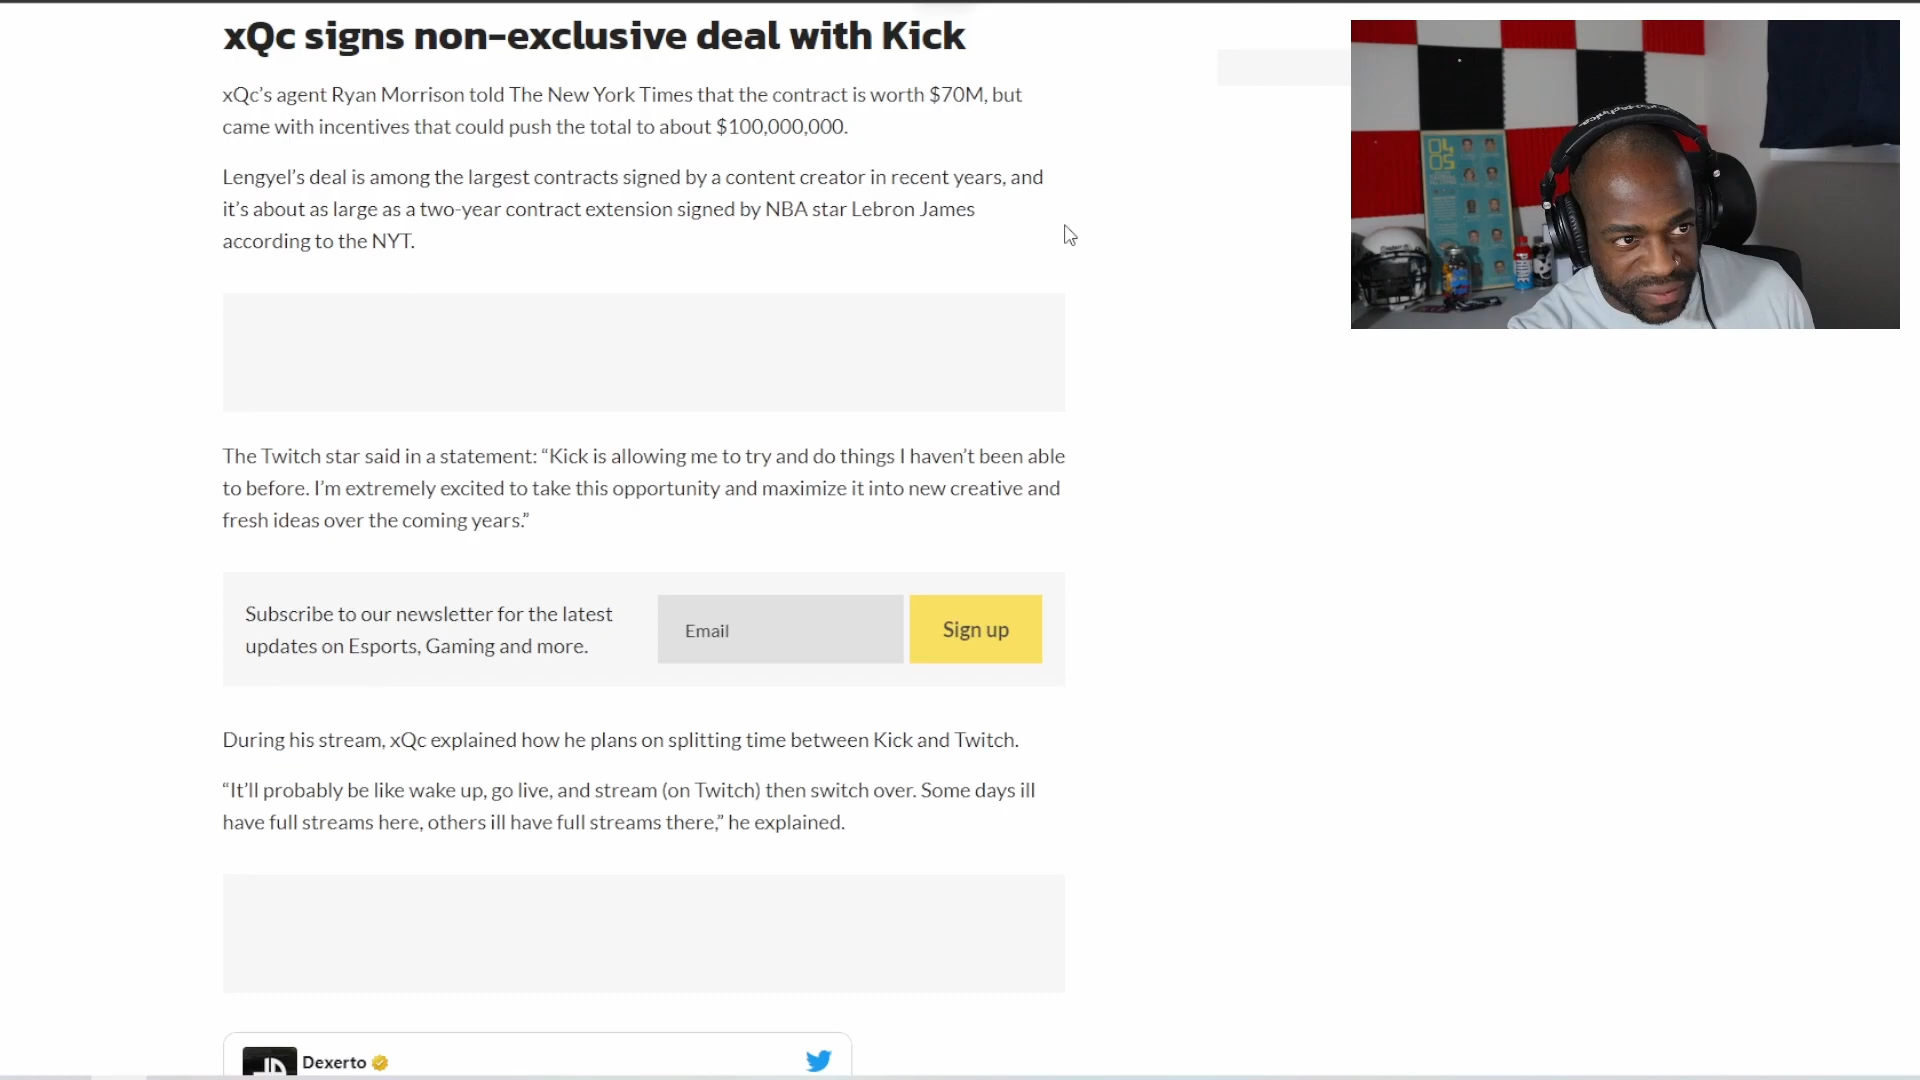 xQc signs non-exclusive deal with Kick
xQc’s agent Ryan Morrison told The New York Times that the contract is worth $70M, but
came with incentives that could push the total to about $100,000,000.
Lengyel’s deal is among the largest contracts signed by a content creator in recent years, and
it’s about as large as a two-year contract extension signed by NBA star Lebron James
according to the NYT.
The Twitch star said in a statement: “Kick is allowing me to try and do things I haven’t been able
to before. I’m extremely excited to take this opportunity and maximize it into new creative and
fresh ideas over the coming years.”
Subscribe to our newsletter for the latest
updates on Esports, Gaming and more.
Email
Sign up
During his stream, xQc explained how he plans on splitting time between Kick and Twitch.
“It’ll probably be like wake up, go live, and stream (on Twitch) then switch over. Some days ill
have full streams here, others ill have full streams there,” he explained.
Dexerto
audio-technica
04
05
PRIME